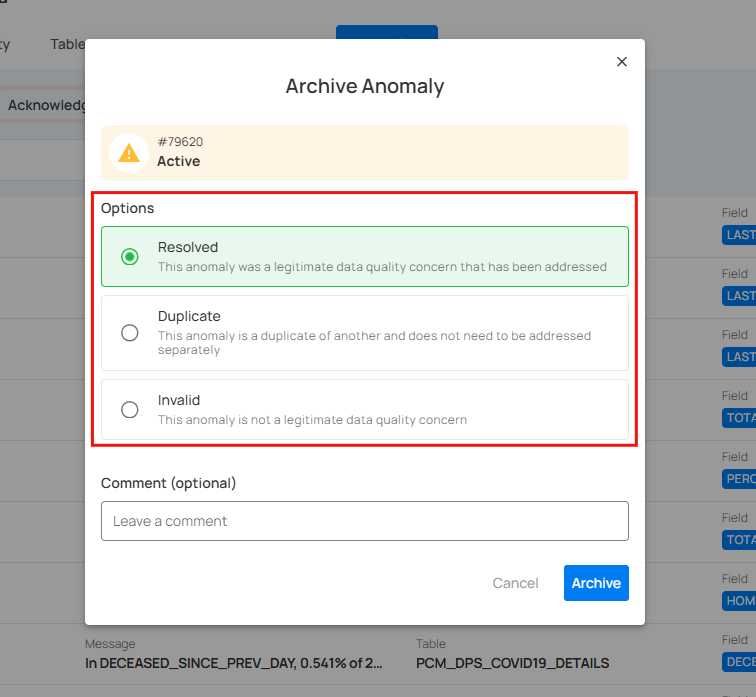 Table
Acknowledg
Archive Anomaly
#79620
Active
Options
Resolved
This anomaly was a legitimate data quality concern that has been addressed
Duplicate
This anomaly is a duplicate of another and does not need to be addressed
separately
Invalid
This anomaly is not a legitimate data quality concern
Comment (optional)
Leave a comment
Cancel
Archive
Field
LAST
Field
LAST
Field
LAST
Field
TOTA
Field
PERC
Field
TOTA
Field
HOM
Message
Table
Field
In DECEASED_SINCE_PREV_DAY, 0.541% of 2...
PCM_DPS_COVID19_DETAILS
DECE